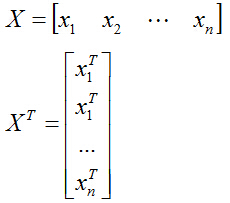 X = [x₁ x₂ ⋯ xₙ]
Xᵀ = [x₁ᵀ
x₁ᵀ
...
xₙᵀ]